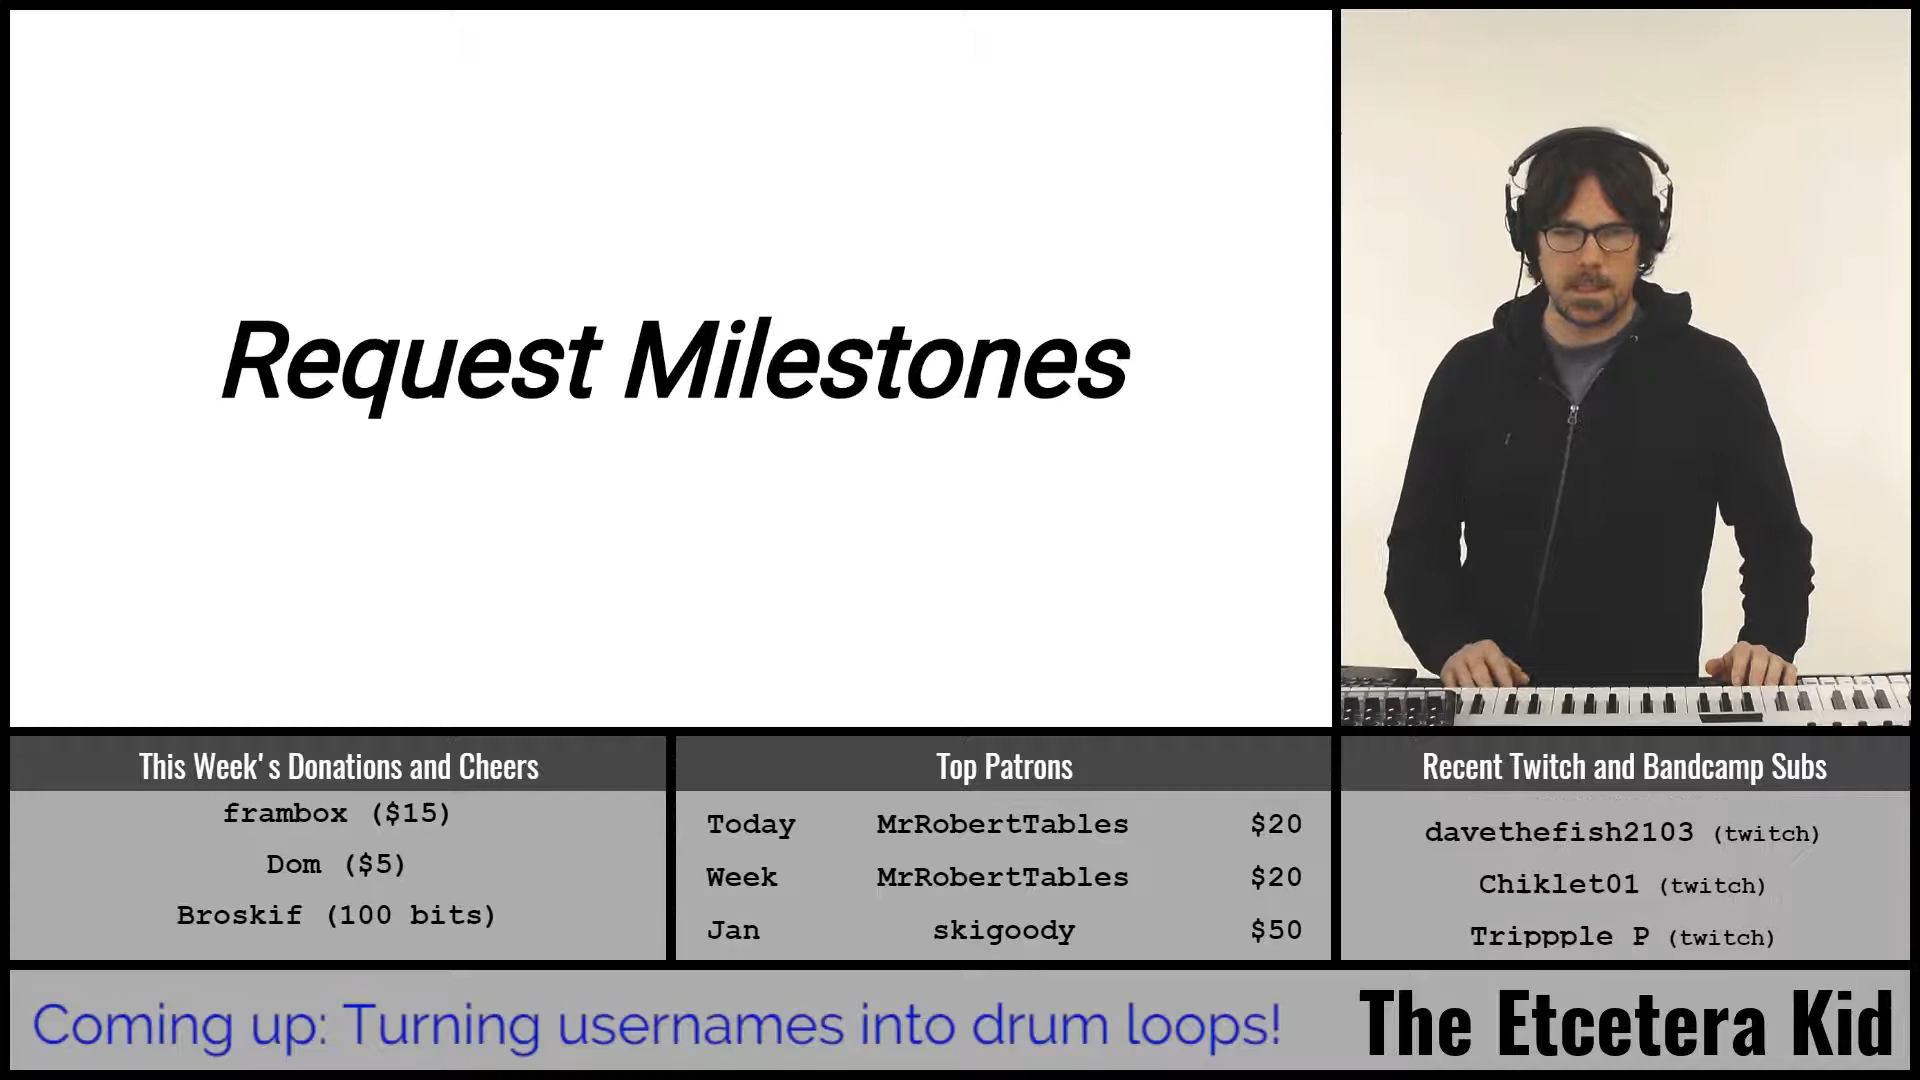 Request Milestones
This Week's Donations and Cheers
frambox ($15)
Dom ($5)
Broskif (100 bits)
Top Patrons
Today MrRobertTables $20
Week MrRobertTables $20
Jan skigoody $50
Recent Twitch and Bandcamp Subs
davethefish2103 (twitch)
Chiklet01 (twitch)
Trippple P (twitch)
Coming up: Turning usernames into drum loops!
The Etcetera Kid